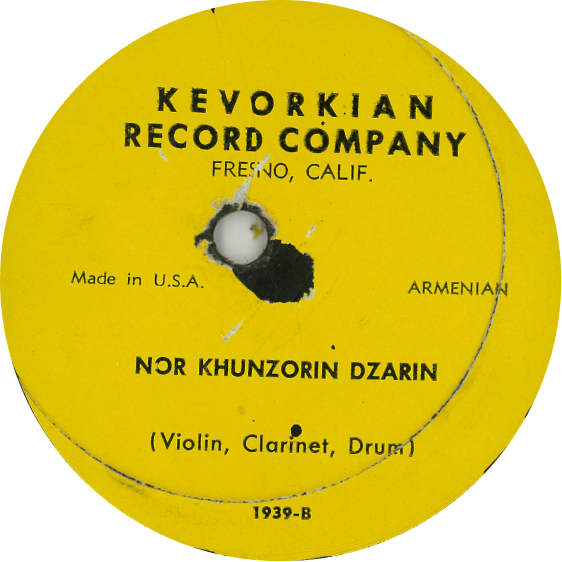 KEVORKIAN
RECORD COMPANY
FRESNO, CALIF.
Made in U.S.A. ARMENIAN
NOR KHUNZORIN DZARIN
(Violin, Clarinet, Drum)
1939-B